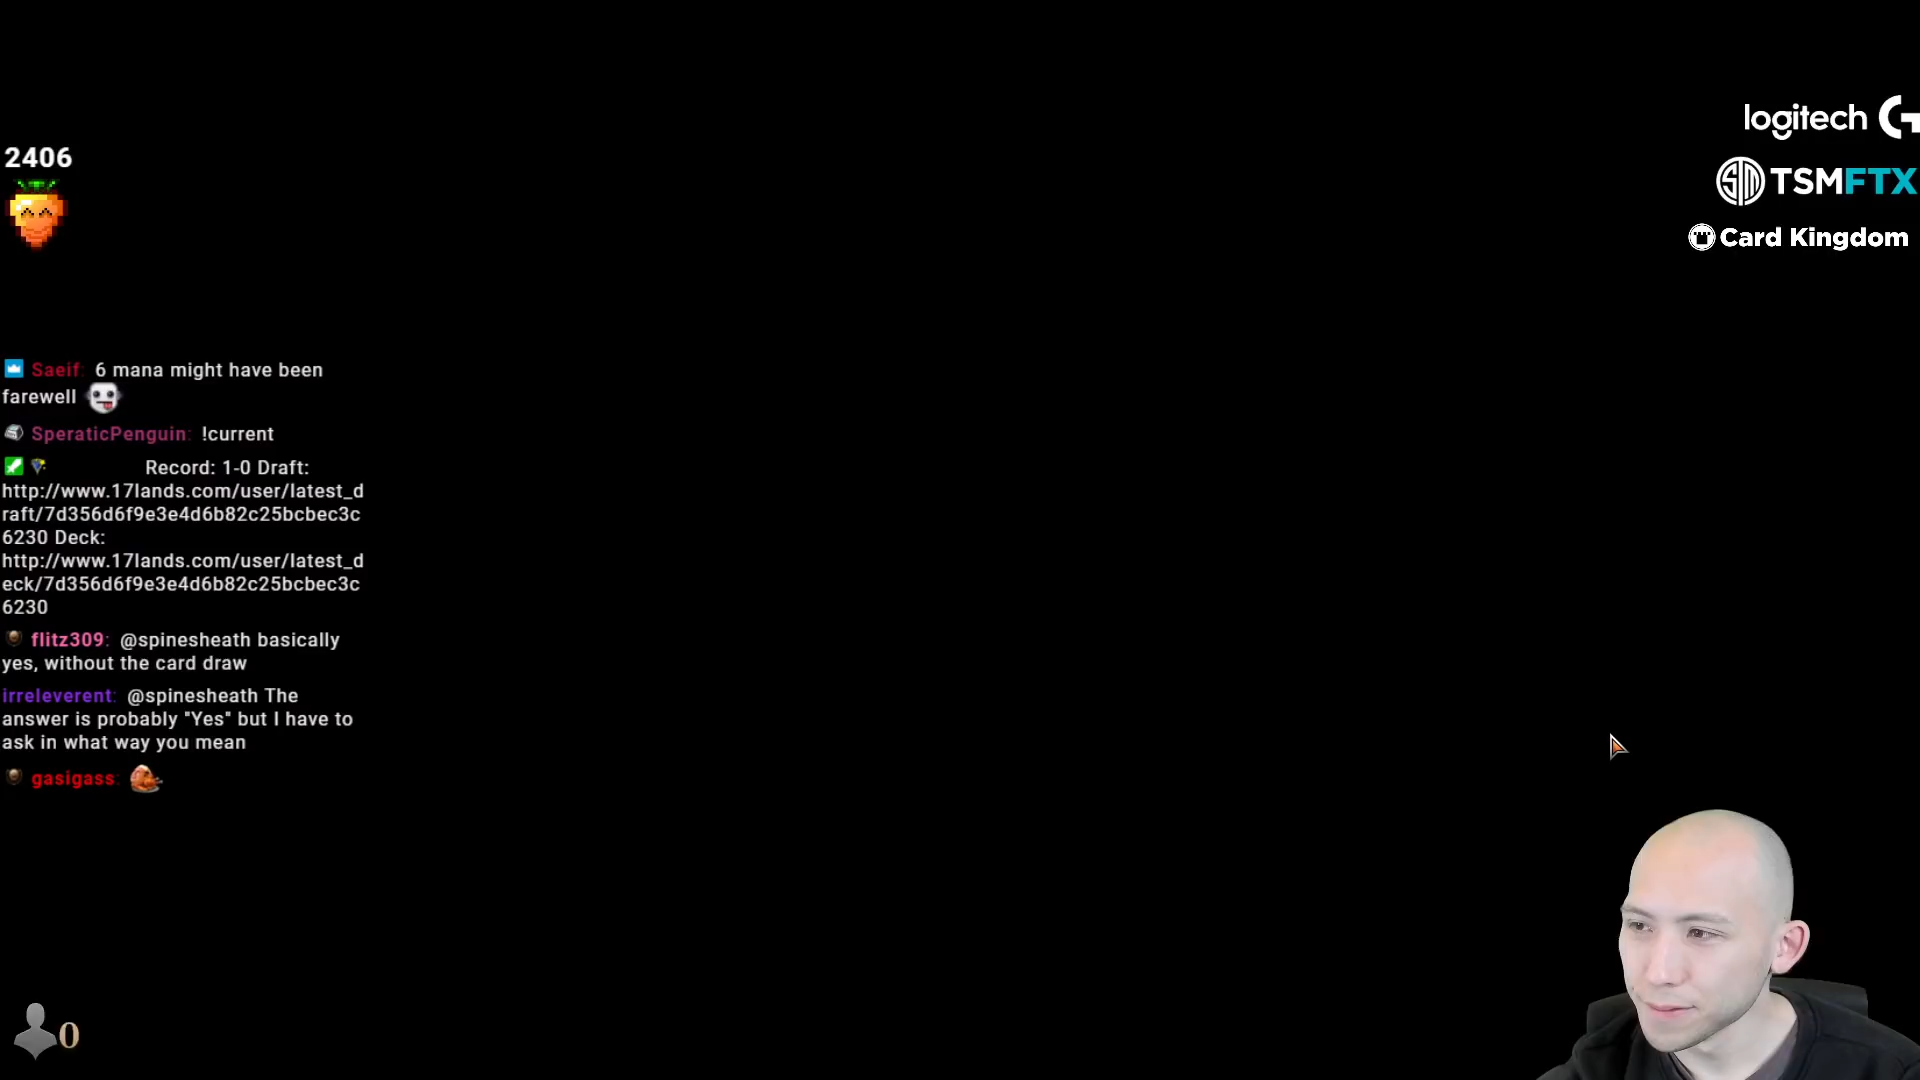 logitech G
2406
TSMFTX
Card Kingdom
Saeif: 6 mana might have been
farewell
SperaticPenguin: !current
Record: 1-0 Draft:
http://www.17lands.com/user/latest_d
raft/7d356d6f9e3e4d6b82c25bcbec3c
6230 Deck:
http://www.17lands.com/user/latest_d
eck/7d356d6f9e3e4d6b82c25bcbec3c
6230
flitz309: @spinesheath basically
yes, without the card draw
irreleverent: @spinesheath The
answer is probably "Yes" but I have to
ask in what way you mean
gasigass:
0